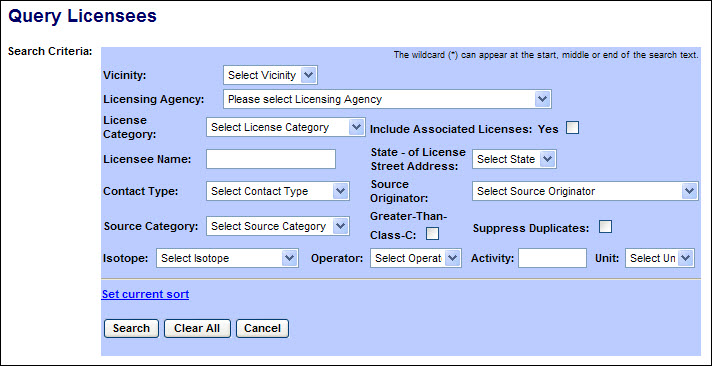 Query Licensees
Search Criteria:
The wildcard (*) can appear at the start, middle or end of the search text.
Vicinity: Select Vicinity
Licensing Agency: Please select Licensing Agency
License Category: Select License Category Include Associated Licenses: Yes
Licensee Name: State - of License Street Address: Select State
Contact Type: Select Contact Type Source Originator: Select Source Originator
Source Category: Select Source Category Greater-Than-Class-C: Suppress Duplicates:
Isotope: Select Isotope Operator: Select Operat Activity: Unit: Select Un
Set current sort
Search Clear All Cancel